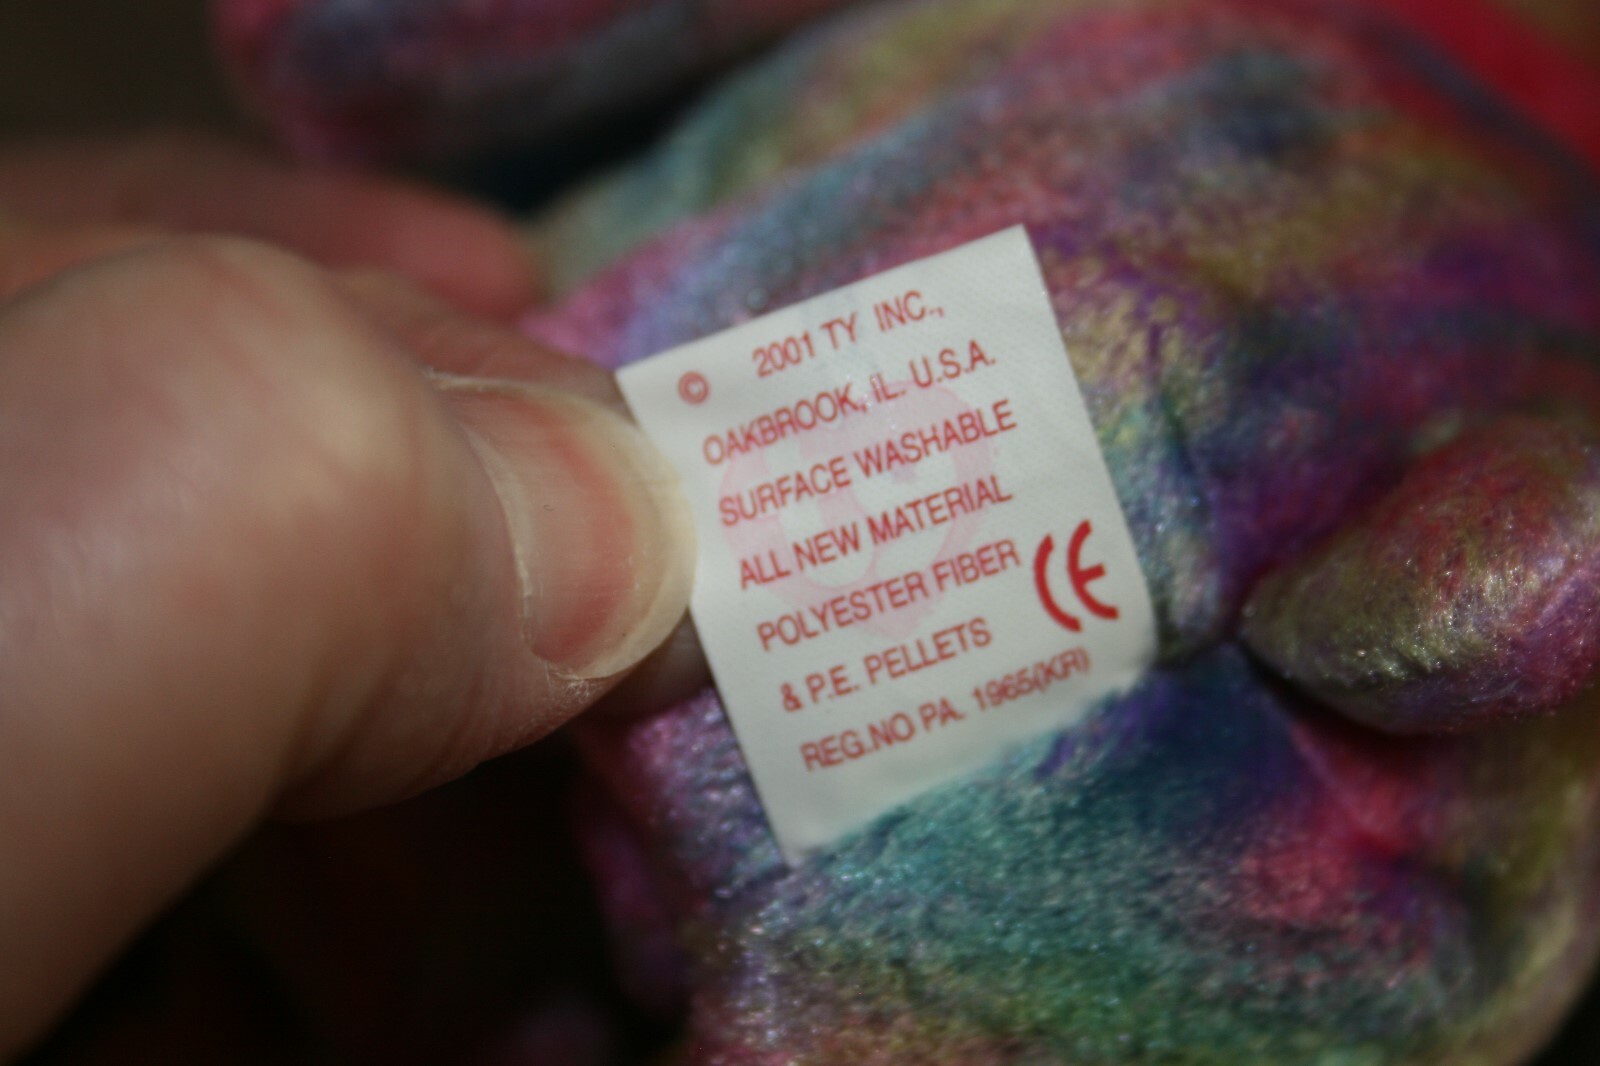 © 2001 TY INC.,
OAKBROOK, IL. U.S.A.
SURFACE WASHABLE
ALL NEW MATERIAL
POLYESTER FIBER
& P.E. PELLETS CE
REG.NO PA. 1965(KR)